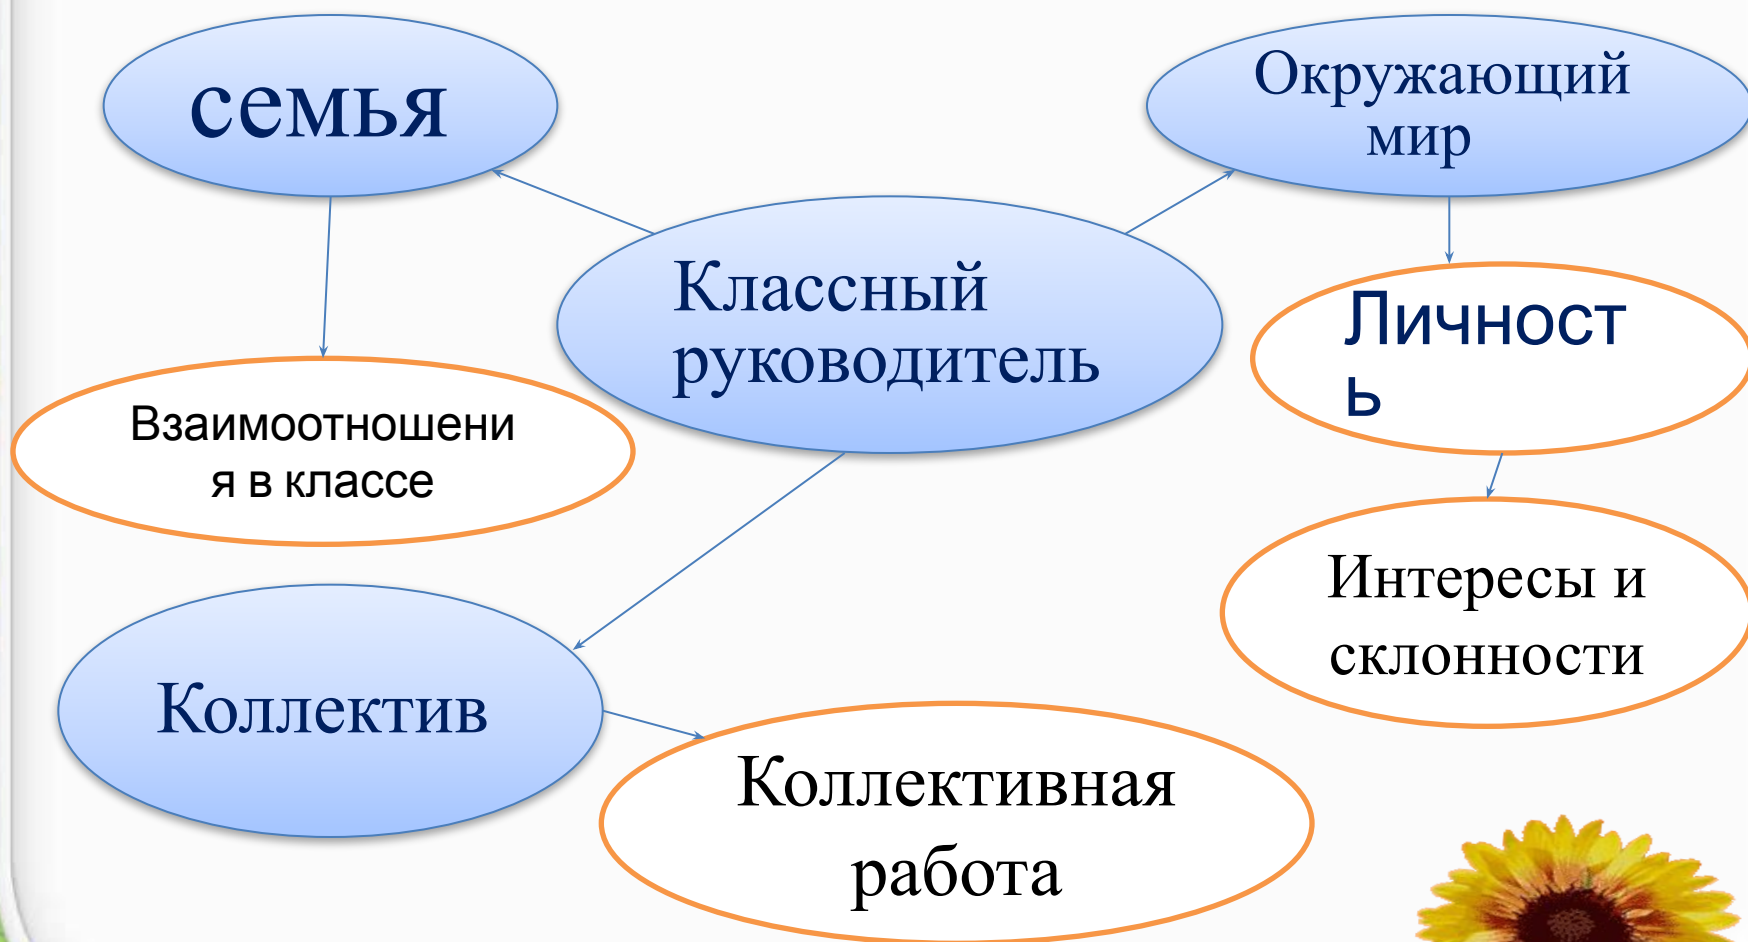 семья
Окружающий
мир
Классный
руководитель
Личност
ь
Взаимоотношени
я в классе
Интересы и
склонности
Коллектив
Коллективная
работа